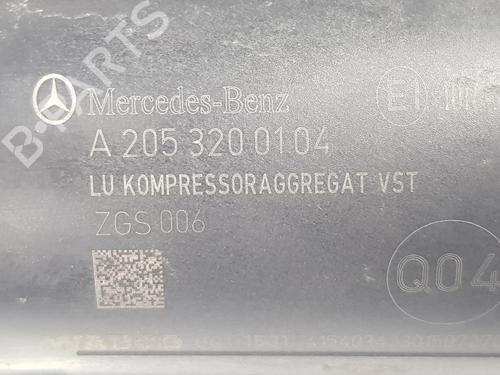 Mercedes-Benz
A 205 320 01 04
LU KOMPRESSORAGGREGAT VST
ZGS 006
Q04
B-PARTS